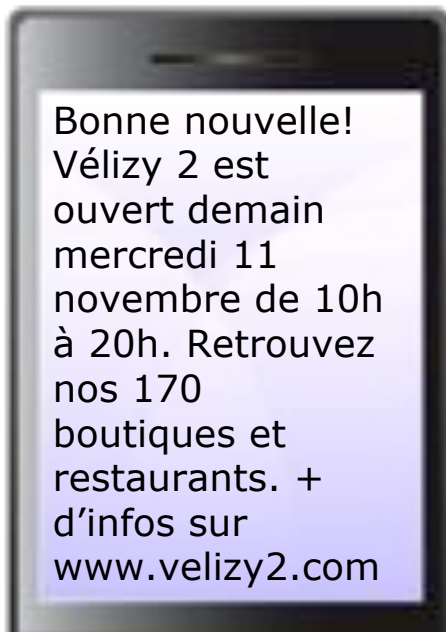 Bonne nouvelle!
Vélizy 2 est
ouvert demain
mercredi 11
novembre de 10h
à 20h. Retrouvez
nos 170
boutiques et
restaurants. +
d’infos sur
www.velizy2.com